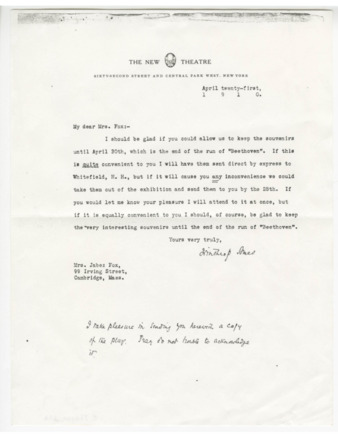 THE NEW THEATRE
SIXTY-SECOND STREET AND CENTRAL PARK WEST, NEW YORK
April twenty-first,
1 9 1 0.
My dear Mrs. Fox:-
I should be glad if you could allow us to keep the souvenirs
until April 30th, which is the end of the run of "Beethoven". If this
is quite convenient to you I will have them sent direct by express to
Whitefield, N. H., but if it will cause you any inconvenience we could
take them out of the exhibition and send them to you by the 25th. If
you would let me know your pleasure I will attend to it at once, but
if it is equally convenient to you I should, of course, be glad to keep
the very interesting souvenirs until the end of the run of "Beethoven".
Yours very truly,
Winthrop Ames
Mrs. Jabez Fox,
99 Irving Street,
Cambridge, Mass.
I take pleasure in sending you herewith a copy
of the play. Pray do not trouble to acknowledge
it